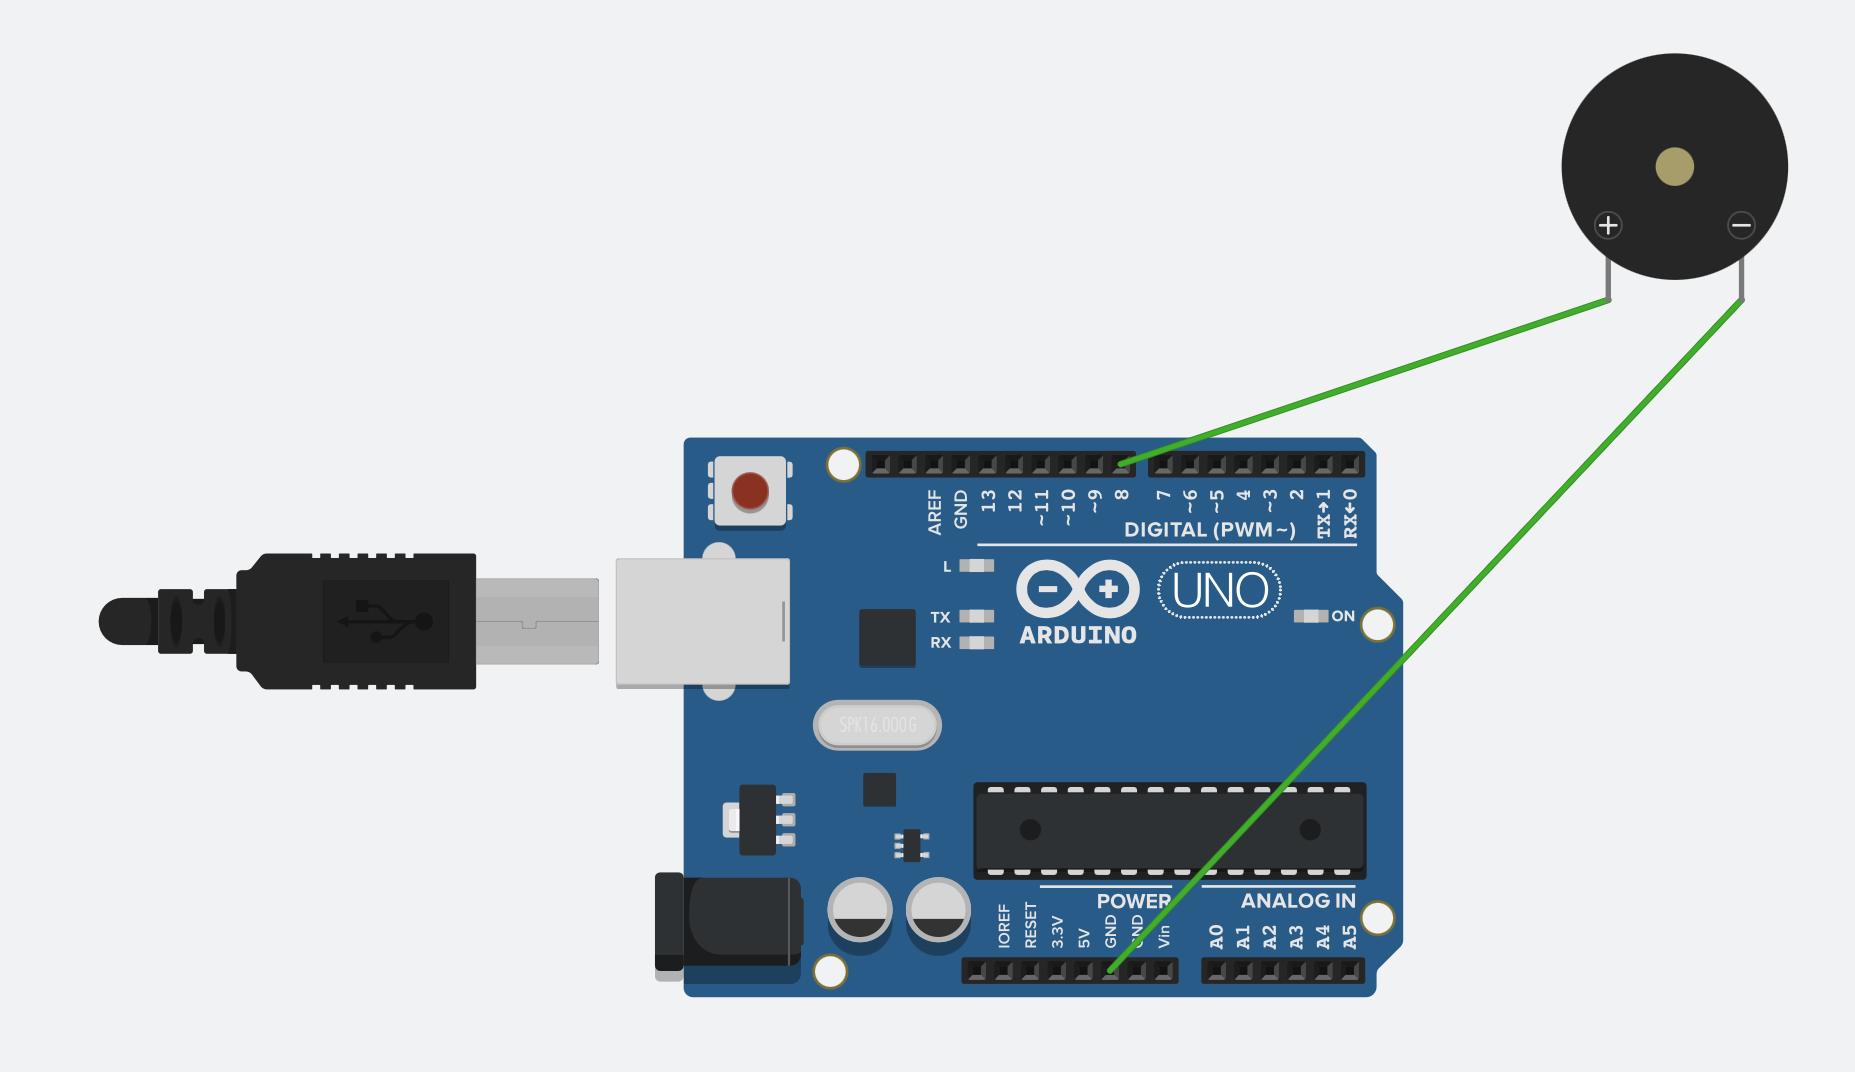 + −
AREF GND 13 12 ~11 ~10 ~9 8 7 ~6 ~5 4 ~3 2 TX→1 RX←0
DIGITAL (PWM~)
L
TX
RX
− +
ARDUINO
UNO
ON
SPK16.000G
POWER ANALOG IN
IOREF RESET 3.3V 5V GND GND Vin A0 A1 A2 A3 A4 A5